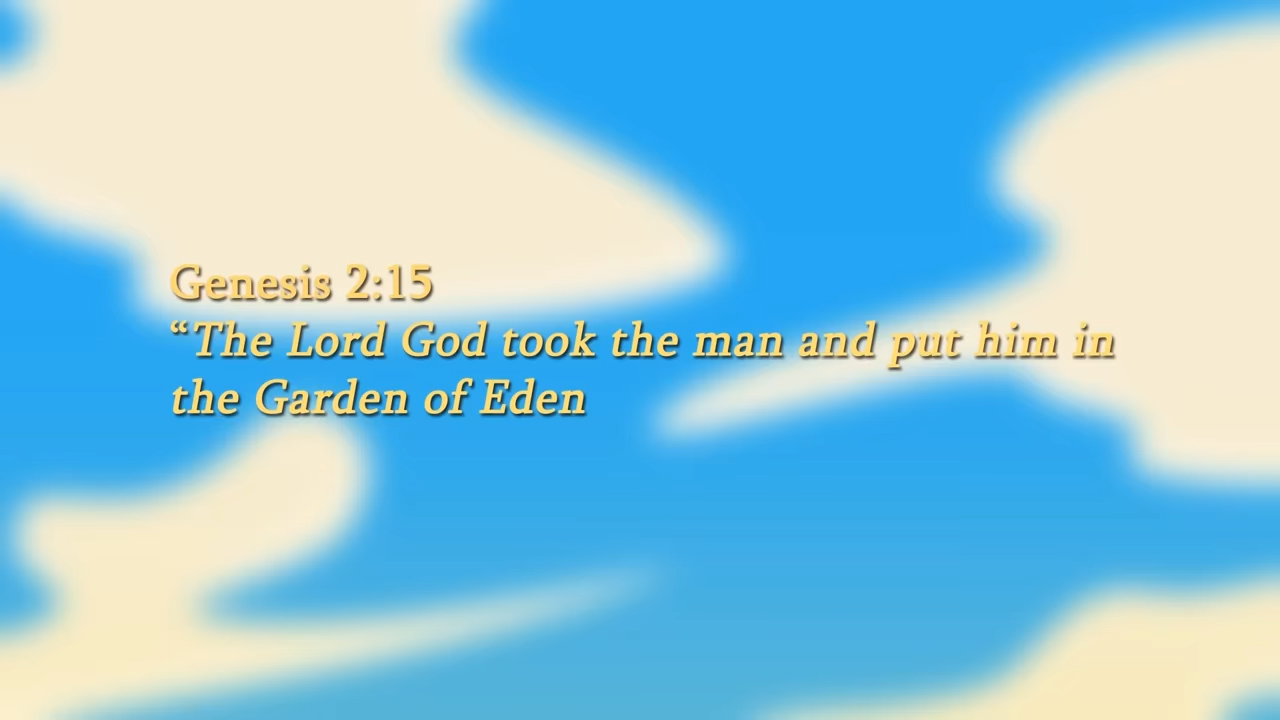 Genesis 2:15
“The Lord God took the man and put him in
the Garden of Eden